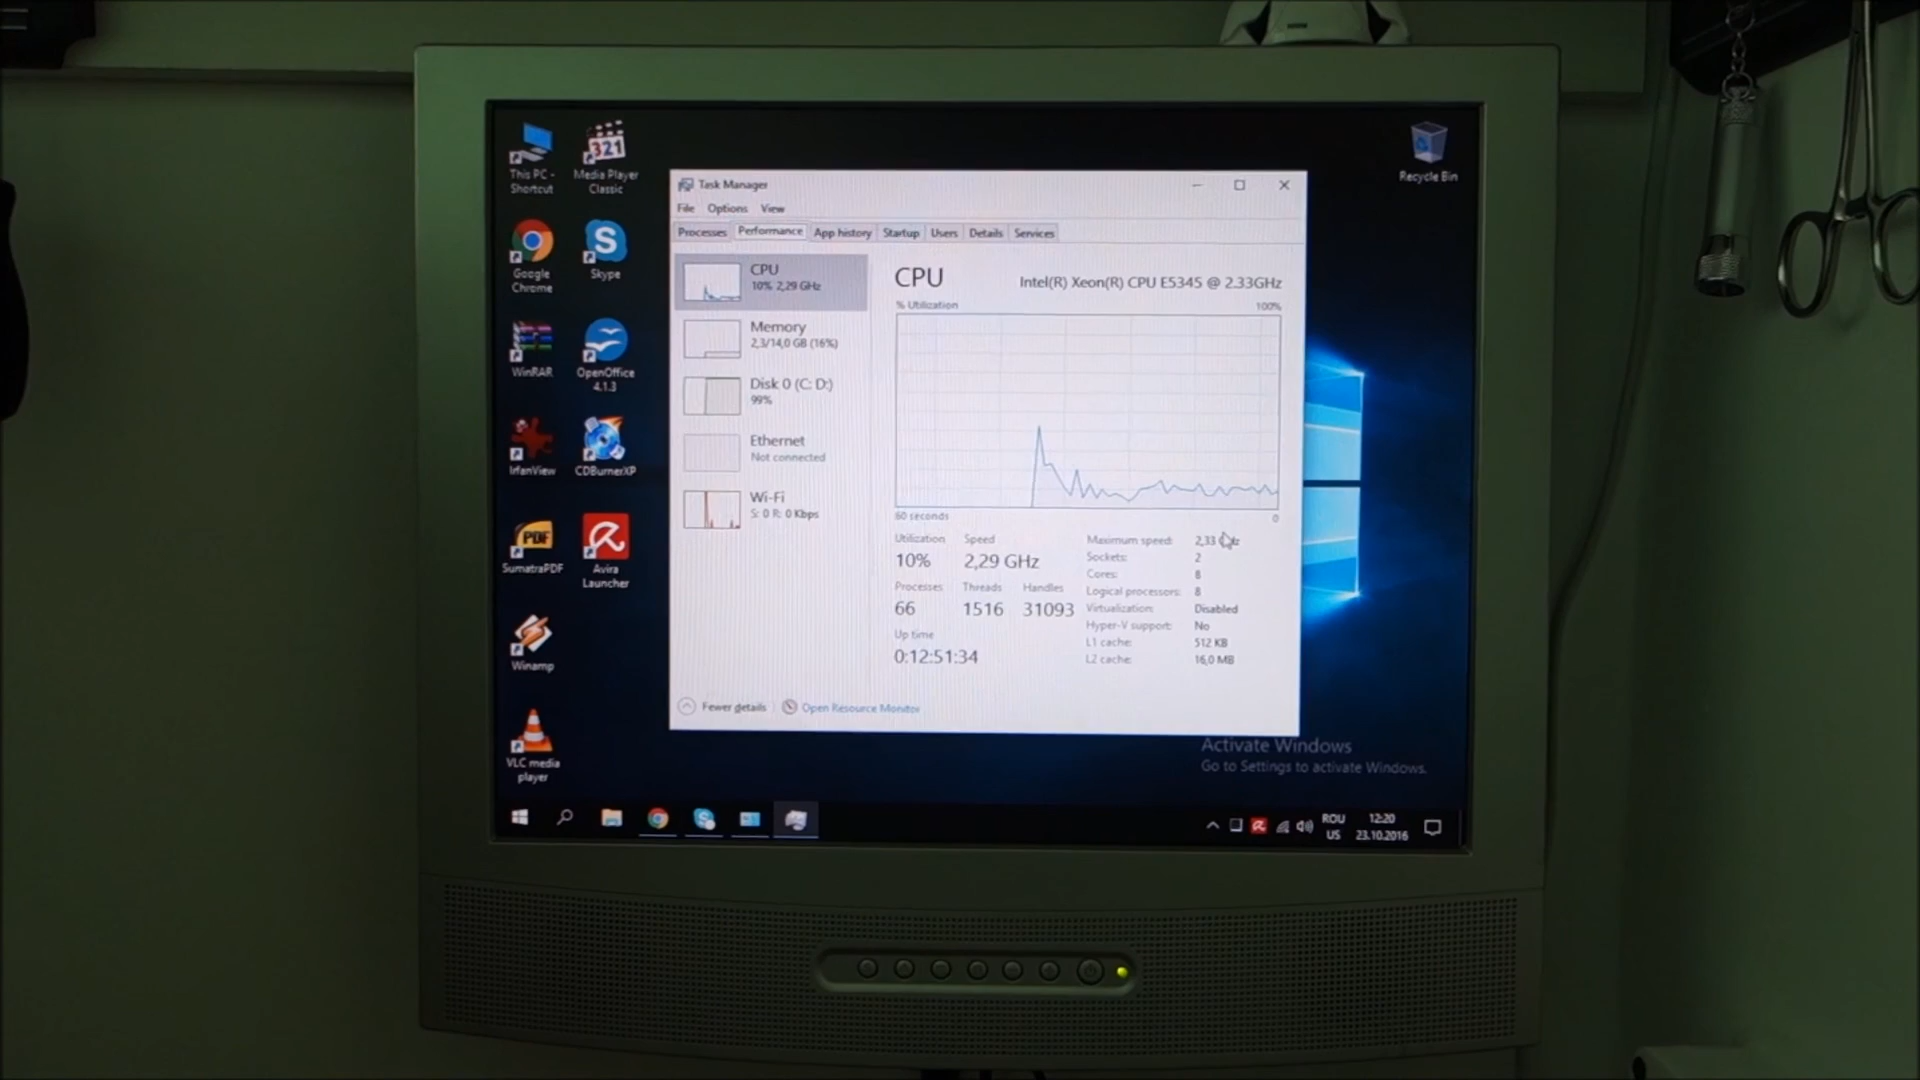 This PC -
Shortcut
321
Media Player
Classic
Google
Chrome
Skype
WinRAR
OpenOffice
4.1.3
IrfanView
CDBurnerXP
PDF
SumatraPDF
Avira
Launcher
Winamp
VLC media
player
Recycle Bin
Task Manager
File Options View
Processes Performance App history Startup Users Details Services
CPU
10% 2,29 GHz
Memory
2,3/14,0 GB (16%)
Disk 0 (C: D:)
99%
Ethernet
Not connected
Wi-Fi
S: 0 R: 0 Kbps
CPU
Intel(R) Xeon(R) CPU E5345 @ 2.33GHz
% Utilization 100%
60 seconds 0
Utilization Speed
10% 2,29 GHz
Processes Threads Handles
66 1516 31093
Up time
0:12:51:34
Maximum speed: 2,33
Sockets: 2
Cores: 8
Logical processors: 8
Virtualization: Disabled
Hyper-V support: No
L1 cache: 512 KB
L2 cache: 16,0 MB
Fewer details Open Resource Monitor
Activate Windows
Go to Settings to activate Windows.
ROU
US
12:20
23.10.2016